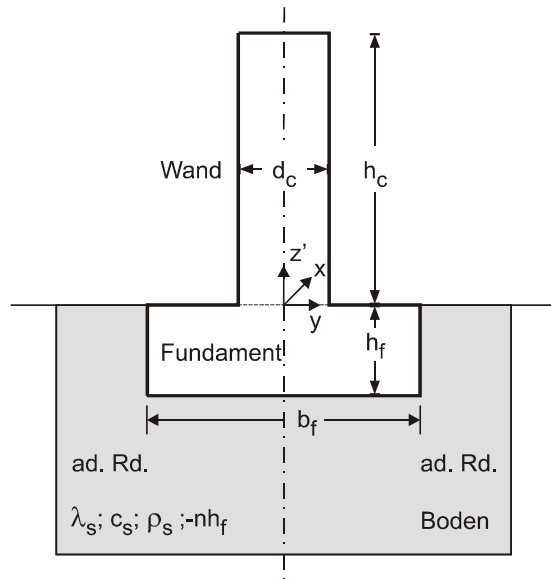 Wand
d_c
h_c
z'
x
y
Fundament
h_f
b_f
ad. Rd.
ad. Rd.
λ_s; c_s; ρ_s ;-nh_f
Boden